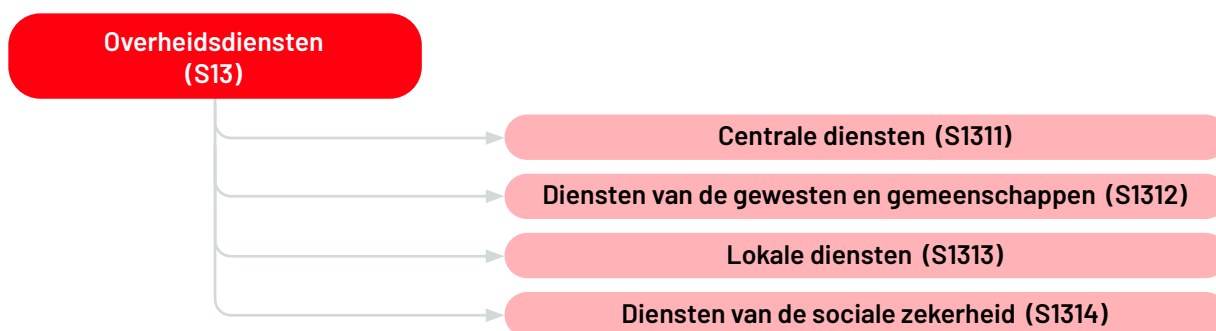 Overheidsdiensten
(S13)
Centrale diensten (S1311)
Diensten van de gewesten en gemeenschappen (S1312)
Lokale diensten (S1313)
Diensten van de sociale zekerheid (S1314)